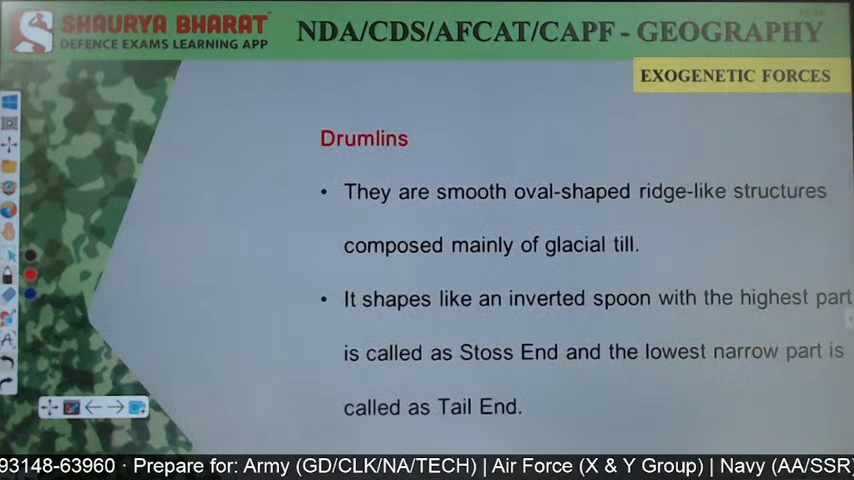 SHAURYA BHARAT
DEFENCE EXAMS LEARNING APP
NDA/CDS/AFCAT/CAPF - GEOGRAPHY
EXOGENETIC FORCES
Drumlins
• They are smooth oval-shaped ridge-like structures
composed mainly of glacial till.
• It shapes like an inverted spoon with the highest part
is called as Stoss End and the lowest narrow part is
called as Tail End.
93148-63960 · Prepare for: Army (GD/CLK/NA/TECH) | Air Force (X & Y Group) | Navy (AA/SSR)